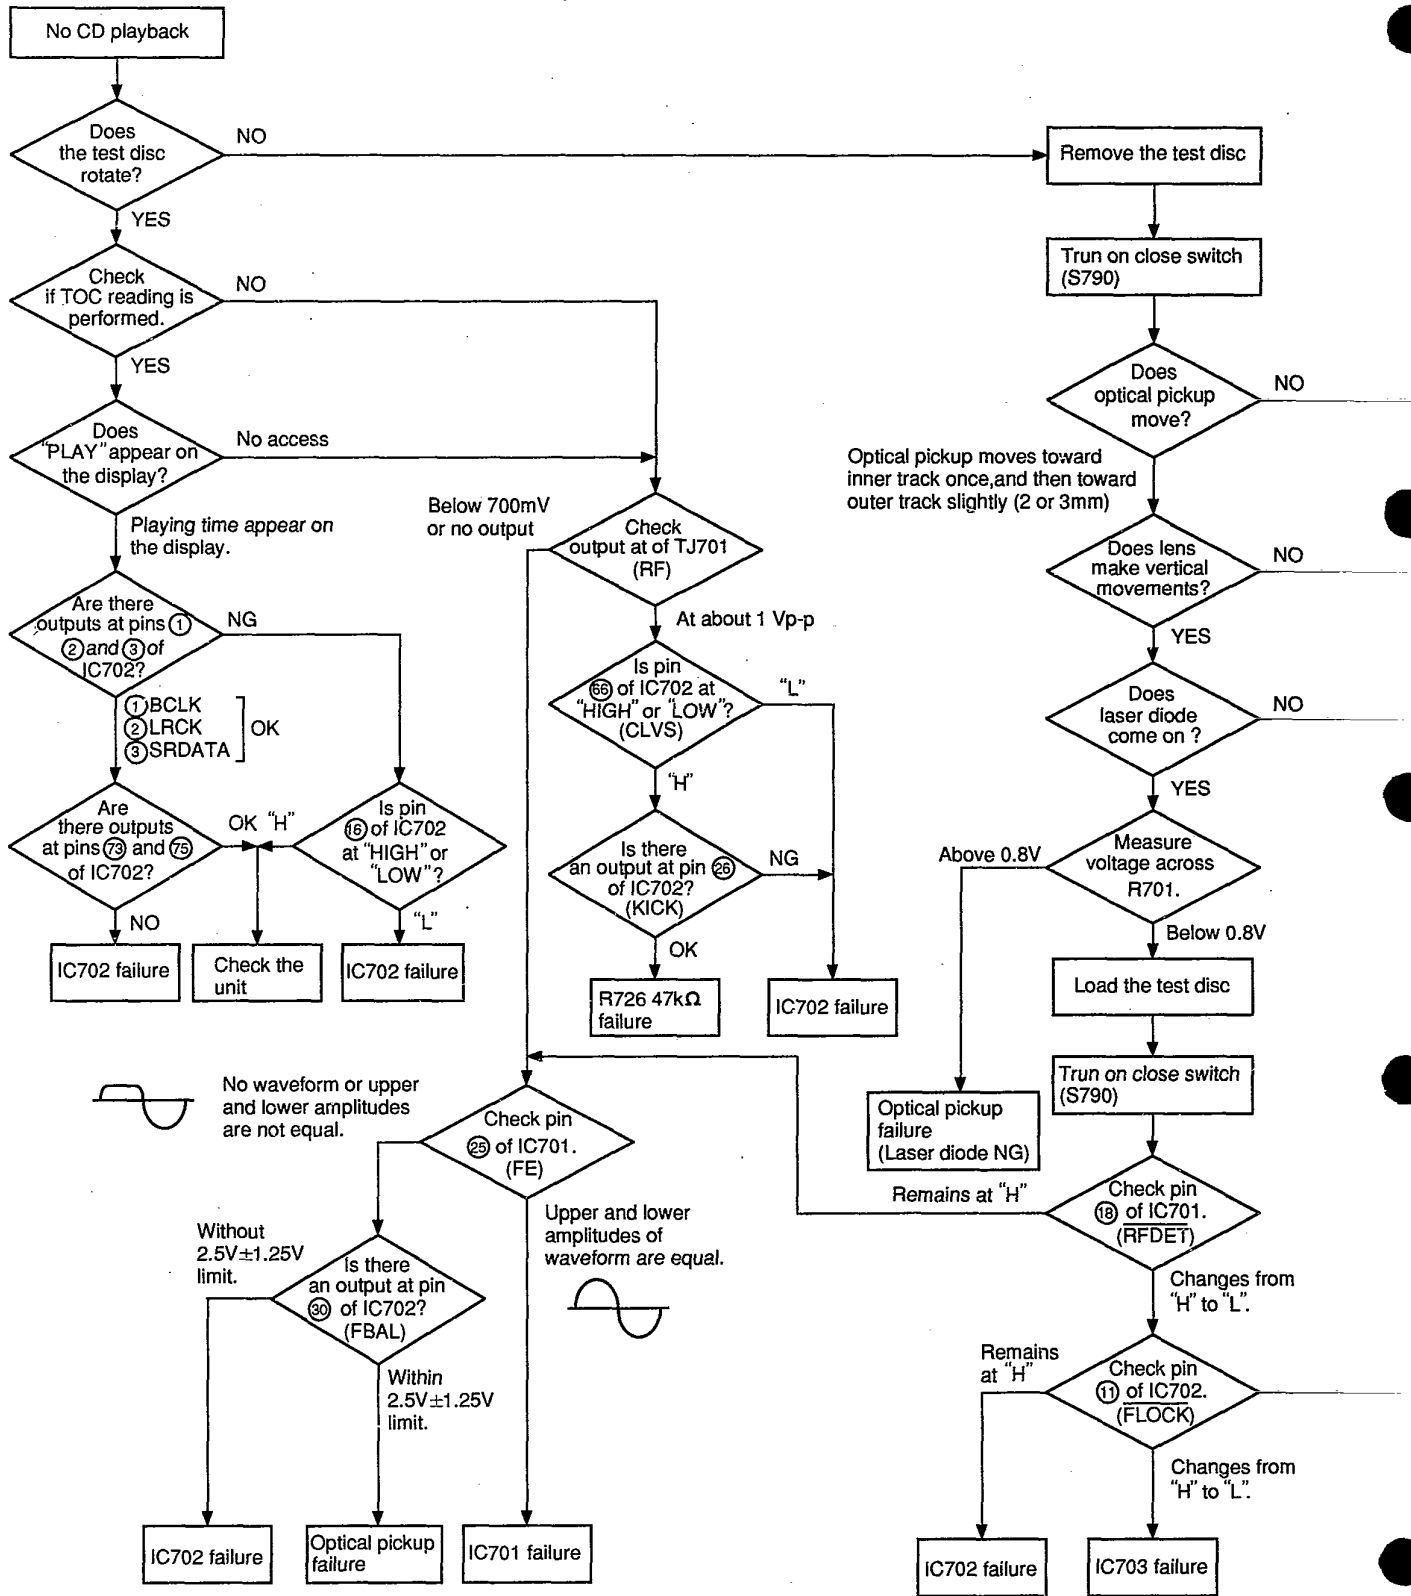 No CD playback
Does
the test disc
rotate?
NO
YES
Check
if TOC reading is
performed.
NO
YES
Does
"PLAY" appear on
the display?
No access
Playing time appear on
the display.
Are there
outputs at pins ①
② and ③ of
IC702?
NG
① BCLK
② LRCK
③ SRDATA
OK
Are
there outputs
at pins 73 and 75
of IC702?
OK
"H"
Is pin
⑯ of IC702
at "HIGH" or
"LOW"?
NO
"L"
IC702 failure
Check the
unit
IC702 failure
Below 700mV
or no output
Check
output at of TJ701
(RF)
At about 1 Vp-p
Is pin
66 of IC702 at
"HIGH" or "LOW"?
(CLVS)
"L"
"H"
Is there
an output at pin ㉖
of IC702?
(KICK)
NG
OK
R726 47kΩ
failure
IC702 failure
Remove the test disc
Trun on close switch
(S790)
Does
optical pickup
move?
NO
Optical pickup moves toward
inner track once,and then toward
outer track slightly (2 or 3mm)
Does lens
make vertical
movements?
NO
YES
Does
laser diode
come on ?
NO
YES
Measure
voltage across
R701.
Above 0.8V
Below 0.8V
Load the test disc
Trun on close switch
(S790)
Optical pickup
failure
(Laser diode NG)
Check pin
⑱ of IC701.
(RFDET)
Remains at "H"
Changes from
"H" to "L".
Check pin
⑪ of IC702.
(FLOCK)
Remains
at "H"
Changes from
"H" to "L".
IC702 failure
IC703 failure
No waveform or upper
and lower amplitudes
are not equal.
Check pin
㉕ of IC701.
(FE)
Upper and lower
amplitudes of
waveform are equal.
Without
2.5V±1.25V
limit.
Is there
an output at pin
㉚ of IC702?
(FBAL)
Within
2.5V±1.25V
limit.
IC702 failure
Optical pickup
failure
IC701 failure